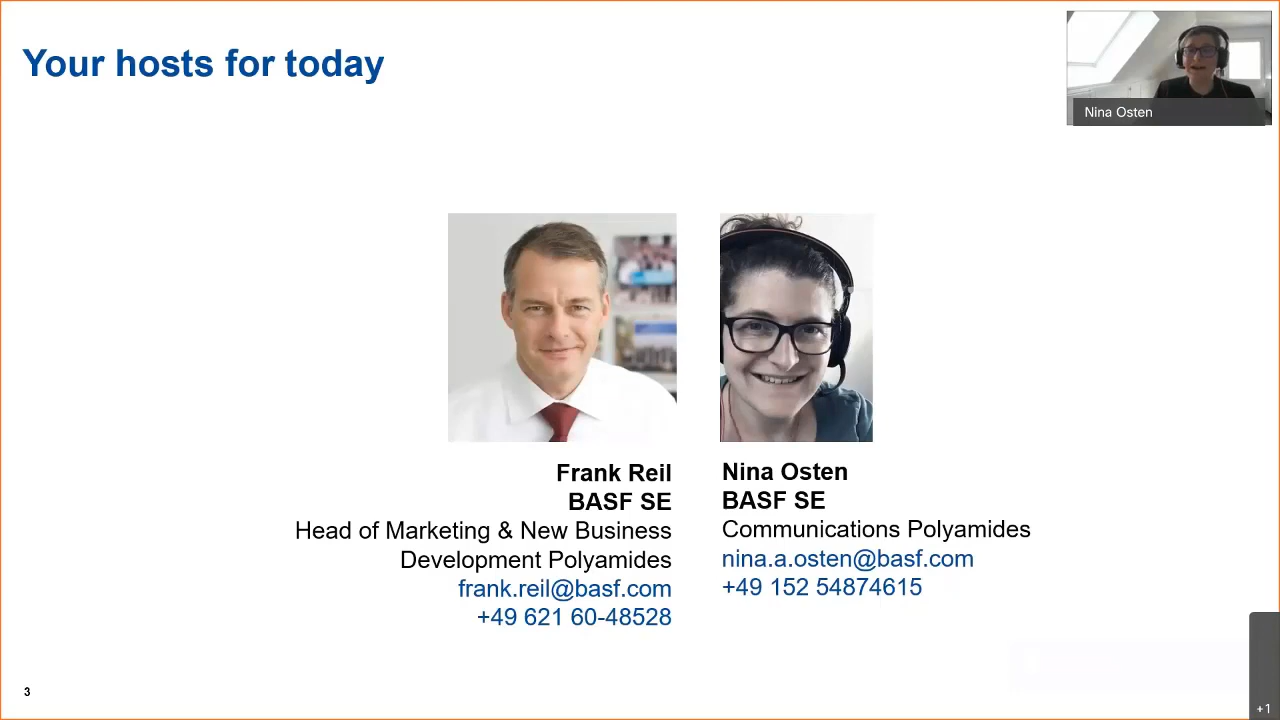 Your hosts for today
Nina Osten
Frank Reil
BASF SE
Head of Marketing & New Business
Development Polyamides
frank.reil@basf.com
+49 621 60-48528
Nina Osten
BASF SE
Communications Polyamides
nina.a.osten@basf.com
+49 152 54874615
3
+1